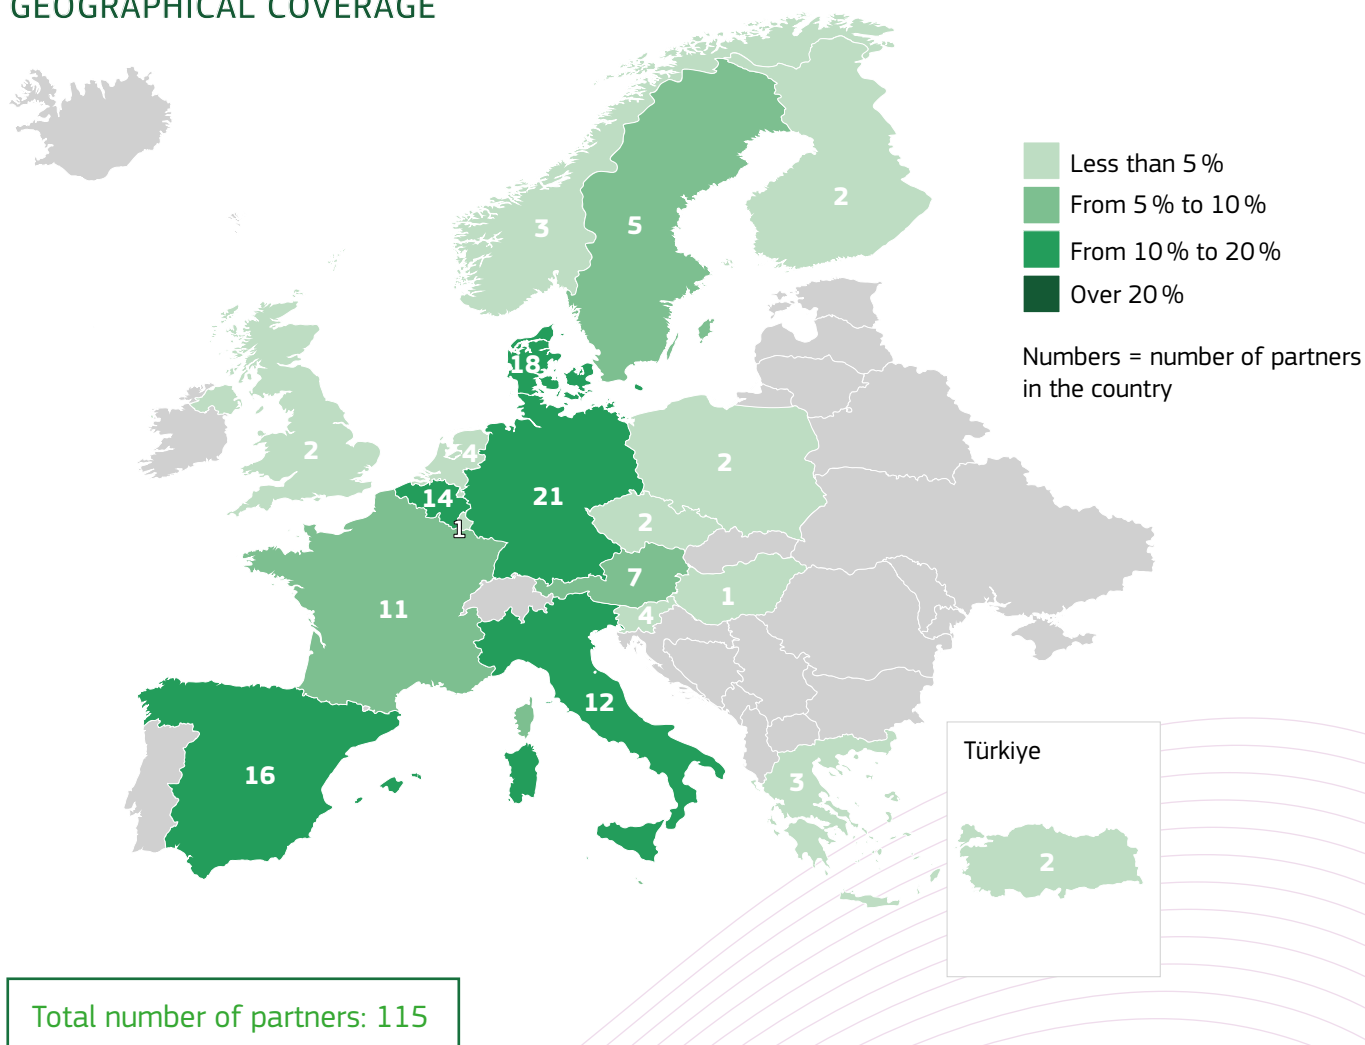 GEOGRAPHICAL COVERAGE
Less than 5 %
From 5 % to 10 %
From 10 % to 20 %
Over 20 %
Numbers = number of partners
in the country
2
3
5
18
2
4
2
14
21
1
2
7
1
4
11
12
16
3
Türkiye
2
Total number of partners: 115